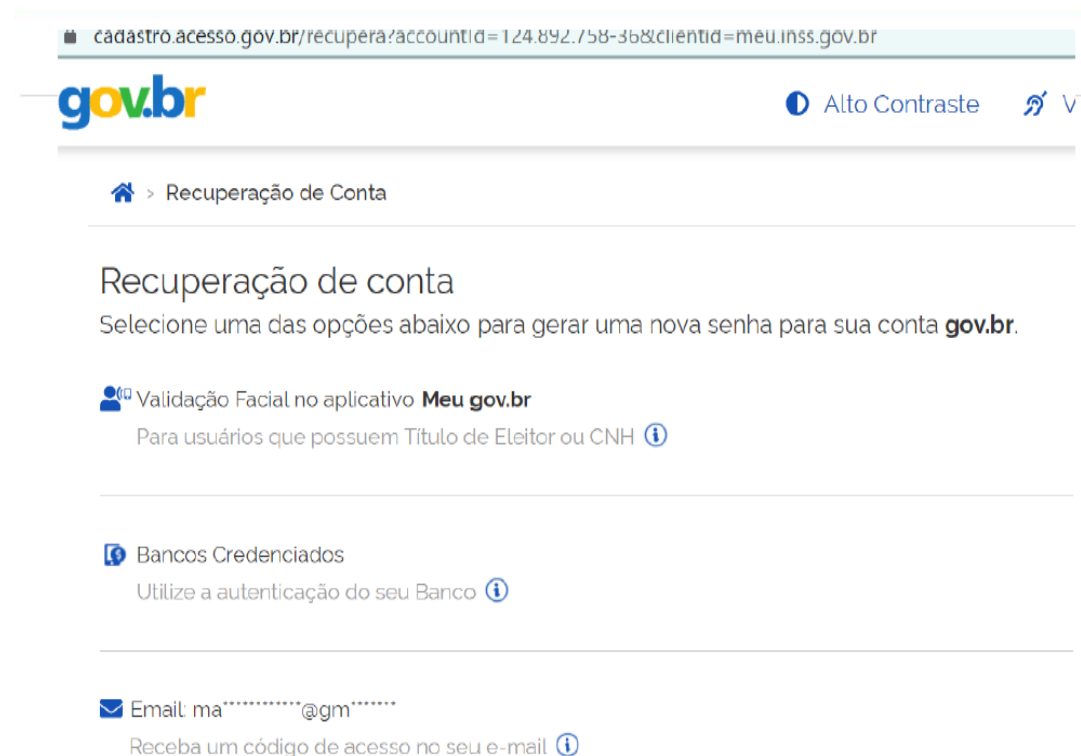 cadastro.acesso.gov.br/recupera?accountId=124.892.758-36&clientid=meu.inss.gov.br
gov.br
Alto Contraste V
Recuperação de Conta
Recuperação de conta
Selecione uma das opções abaixo para gerar uma nova senha para sua conta gov.br.
Validação Facial no aplicativo Meu gov.br
Para usuários que possuem Título de Eleitor ou CNH
Bancos Credenciados
Utilize a autenticação do seu Banco
Email: ma************@gm*******
Receba um código de acesso no seu e-mail